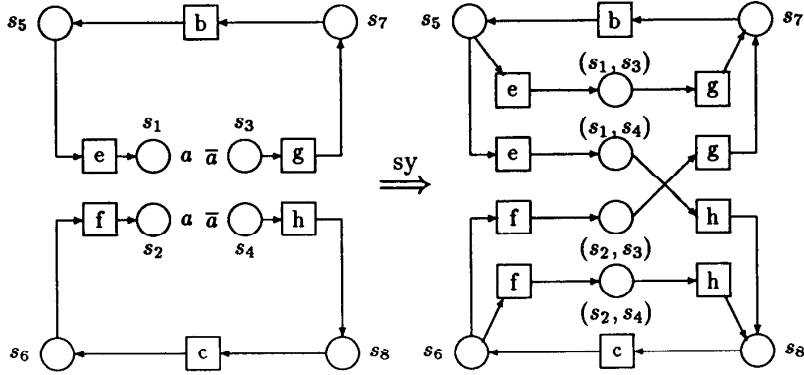 s₅ b s₇ s₅ b s₇
(s₁, s₃)
e g
s₁ s₃ (s₁, s₄)
e a a̅ g sy e g
⟹
f a a̅ h f h
s₂ s₄ (s₂, s₃)
f h
(s₂, s₄)
s₆ c s₈ s₆ c s₈